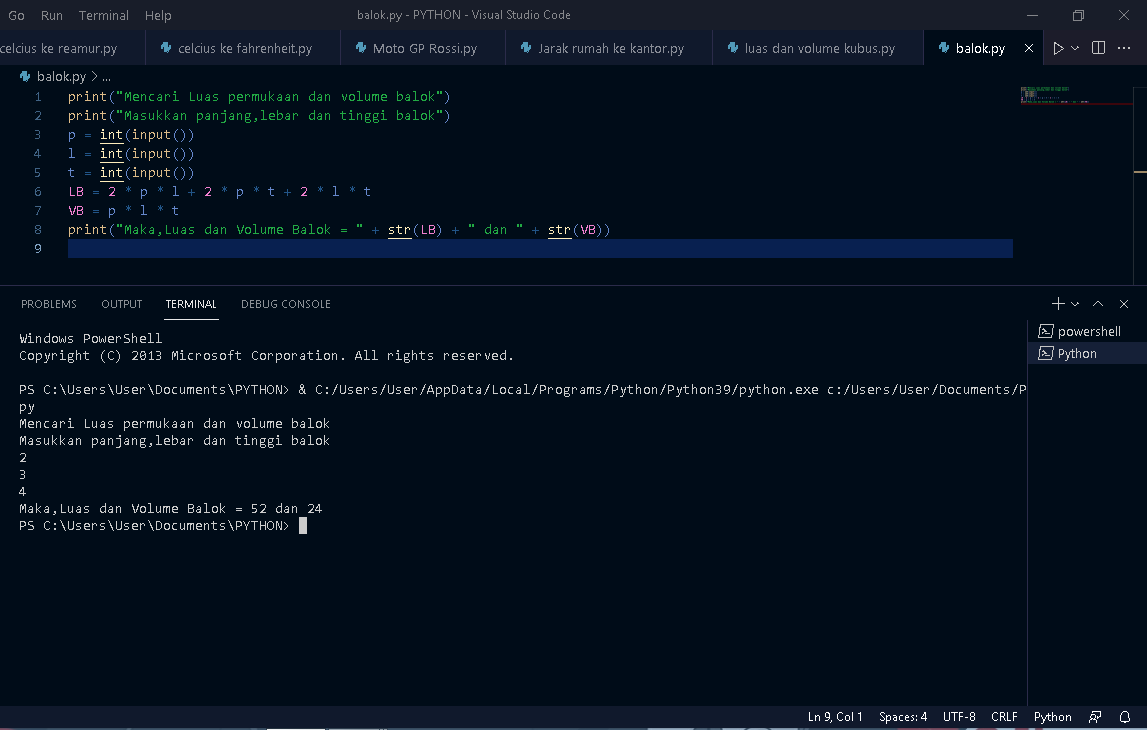 Go Run Terminal Help balok.py - PYTHON - Visual Studio Code
celcius ke reamur.py celcius ke fahrenheit.py Moto GP Rossi.py Jarak rumah ke kantor.py luas dan volume kubus.py balok.py
balok.py > ...
1 print("Mencari Luas permukaan dan volume balok")
2 print("Masukkan panjang,lebar dan tinggi balok")
3 p = int(input())
4 l = int(input())
5 t = int(input())
6 LB = 2 * p * l + 2 * p * t + 2 * l * t
7 VB = p * l * t
8 print("Maka,Luas dan Volume Balok = " + str(LB) + " dan " + str(VB))
9
PROBLEMS OUTPUT TERMINAL DEBUG CONSOLE
Windows PowerShell
Copyright (C) 2013 Microsoft Corporation. All rights reserved.
PS C:\Users\User\Documents\PYTHON> & C:/Users/User/AppData/Local/Programs/Python/Python39/python.exe c:/Users/User/Documents/P
py
Mencari Luas permukaan dan volume balok
Masukkan panjang,lebar dan tinggi balok
2
3
4
Maka,Luas dan Volume Balok = 52 dan 24
PS C:\Users\User\Documents\PYTHON>
powershell
Python
Ln 9, Col 1 Spaces: 4 UTF-8 CRLF Python